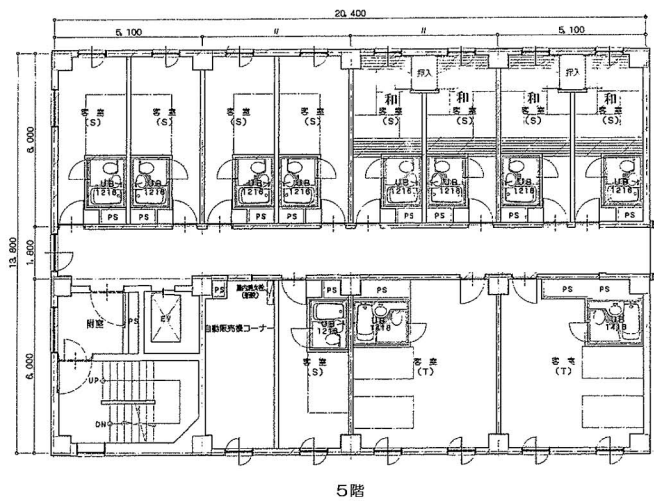 20,400
5,100 〃 〃 5,100
押入 押入
和 和 和 和
客室 客室 客室 客室 客室 客室 客室 客室
(S) (S) (S) (S) (S) (S) (S) (S)
6,000
UB UB UB UB UB UB UB UB
1216 1216 1216 1216 1216 1216 1216 1216
PS PS PS PS PS PS PS PS
13,800
1,800
PS PS PS PS PS
屋内消火栓
附室 PS EV
自動販売機コーナー
UB UB UB
1216 1418 1418
6,000
客室 客室 客室
(S) (T) (T)
UP
DN
5階